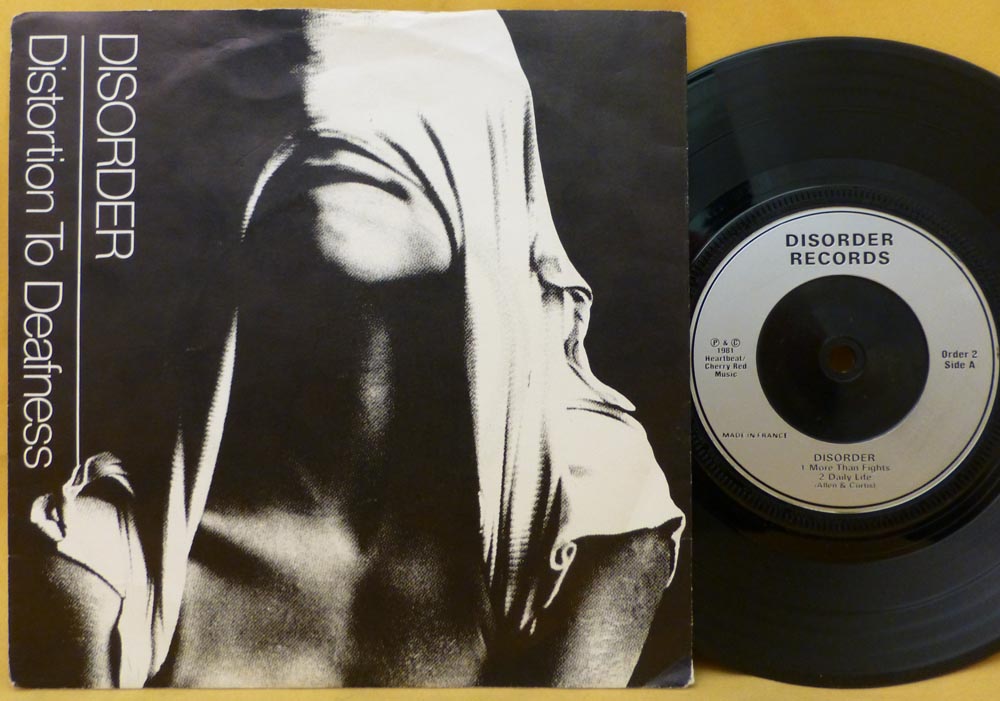 DISORDER
Distortion To Deafness
DISORDER
RECORDS
Ⓟ & Ⓒ
1981
Heartbeat/
Cherry Red
Music
Order 2
Side A
MADE IN FRANCE
DISORDER
1 More Than Fights
2 Daily Life
(Allen & Curtis)